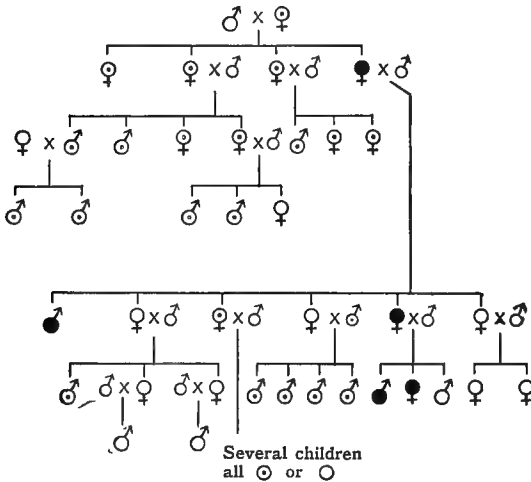 Several children
all ⊙ or ○